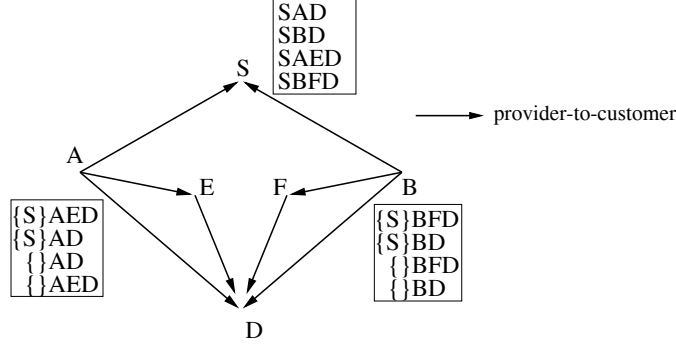 SAD
SBD
SAED
SBFD
S
provider-to-customer
A
E
F
B
{S}AED
{S}AD
{}AD
{}AED
{S}BFD
{S}BD
{}BFD
{}BD
D